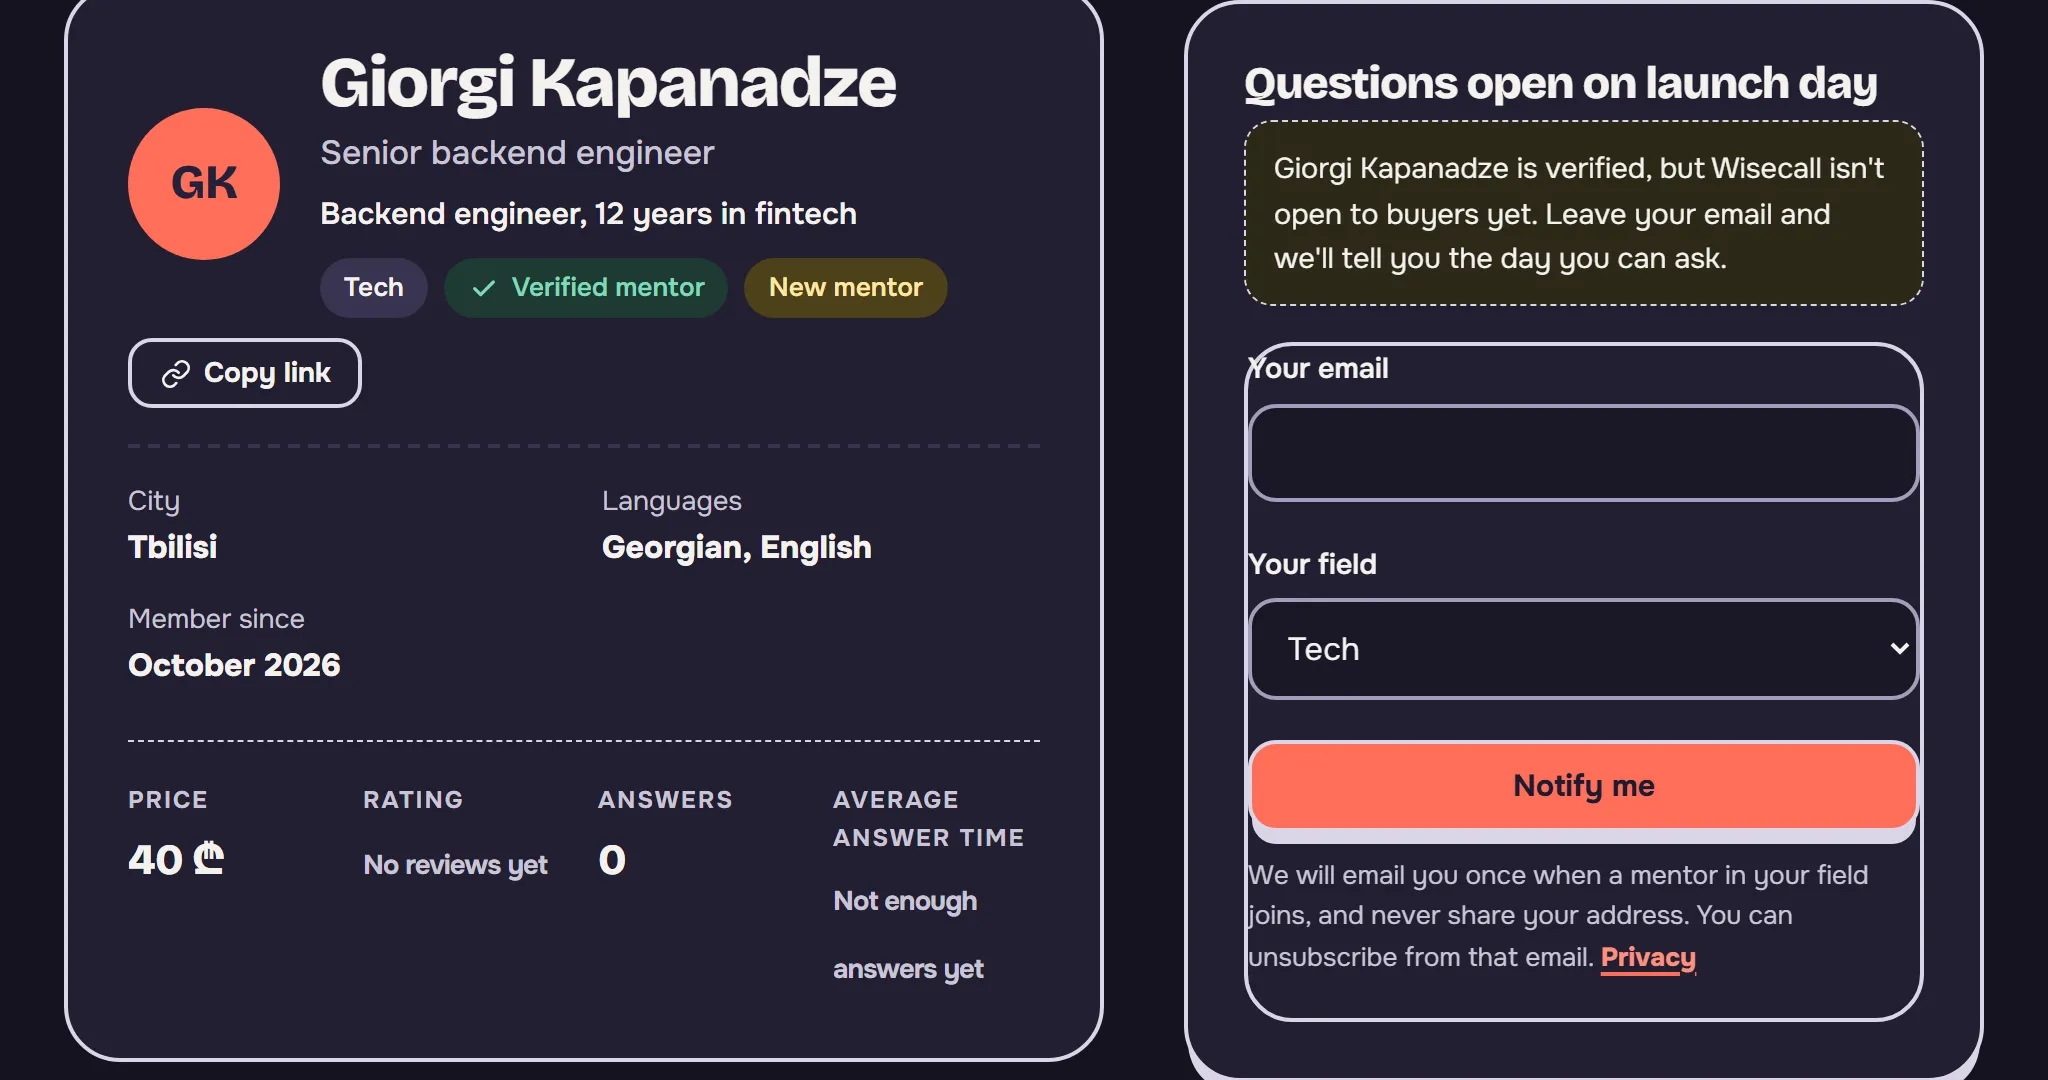 Giorgi Kapanadze
GK
Senior backend engineer
Backend engineer, 12 years in fintech
Tech
Verified mentor
New mentor
Copy link
City
Tbilisi
Languages
Georgian, English
Member since
October 2026
PRICE
40 ₾
RATING
No reviews yet
ANSWERS
0
AVERAGE
ANSWER TIME
Not enough
answers yet
Questions open on launch day
Giorgi Kapanadze is verified, but Wisecall isn't
open to buyers yet. Leave your email and
we'll tell you the day you can ask.
Your email
Your field
Tech
Notify me
We will email you once when a mentor in your field
joins, and never share your address. You can
unsubscribe from that email. Privacy